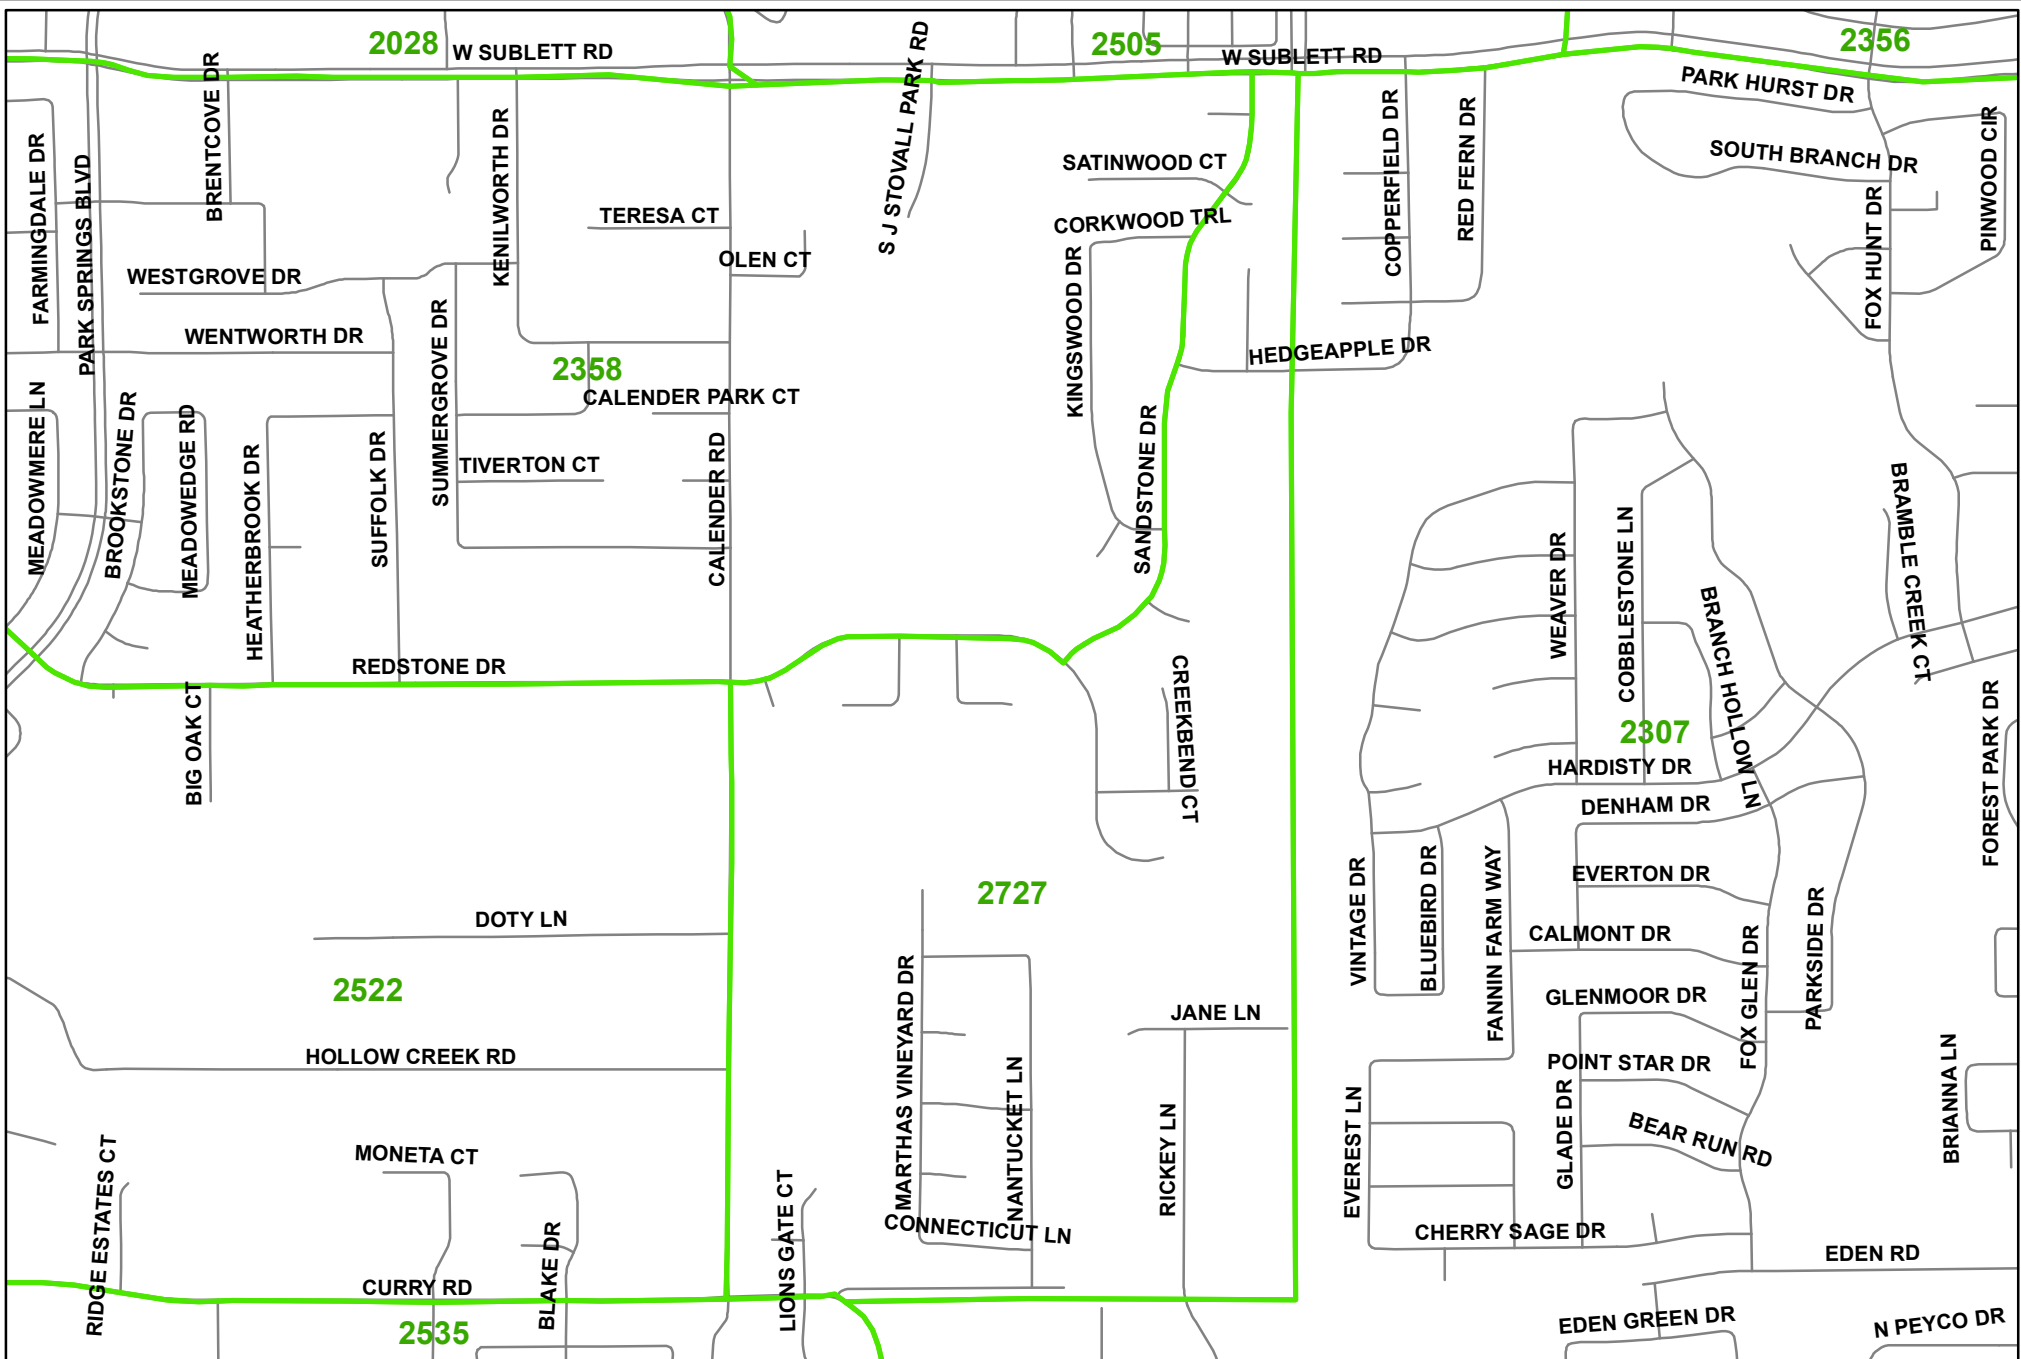 2028
W SUBLETT RD
2505
W SUBLETT RD
2356
PARK HURST DR
SOUTH BRANCH DR
PINWOOD CIR
FOX HUNT DR
FARMINGDALE DR
PARK SPRINGS BLVD
BRENTCOVE DR
KENILWORTH DR
S J STOVALL PARK RD
SATINWOOD CT
CORKWOOD TRL
COPPERFIELD DR
RED FERN DR
TERESA CT
OLEN CT
WESTGROVE DR
WENTWORTH DR
SUMMERGROVE DR
KINGSWOOD DR
HEDGEAPPLE DR
2358
CALENDER PARK CT
MEADOWMERE LN
BROOKSTONE DR
MEADOWEDGE RD
HEATHERBROOK DR
SUFFOLK DR
TIVERTON CT
CALENDER RD
SANDSTONE DR
WEAVER DR
COBBLESTONE LN
BRANCH HOLLOW LN
BRAMBLE CREEK CT
REDSTONE DR
BIG OAK CT
CREEKBEND CT
2307
HARDISTY DR
DENHAM DR
FOREST PARK DR
EVERTON DR
VINTAGE DR
BLUEBIRD DR
FANNIN FARM WAY
CALMONT DR
FOX GLEN DR
PARKSIDE DR
2727
DOTY LN
2522
MARTHAS VINEYARD DR
JANE LN
GLENMOOR DR
HOLLOW CREEK RD
NANTUCKET LN
POINT STAR DR
BRIANNA LN
RIDGE ESTATES CT
MONETA CT
RICKEY LN
EVEREST LN
GLADE DR
BEAR RUN RD
BLAKE DR
LIONS GATE CT
CONNECTICUT LN
CHERRY SAGE DR
EDEN RD
CURRY RD
2535
EDEN GREEN DR
N PEYCO DR